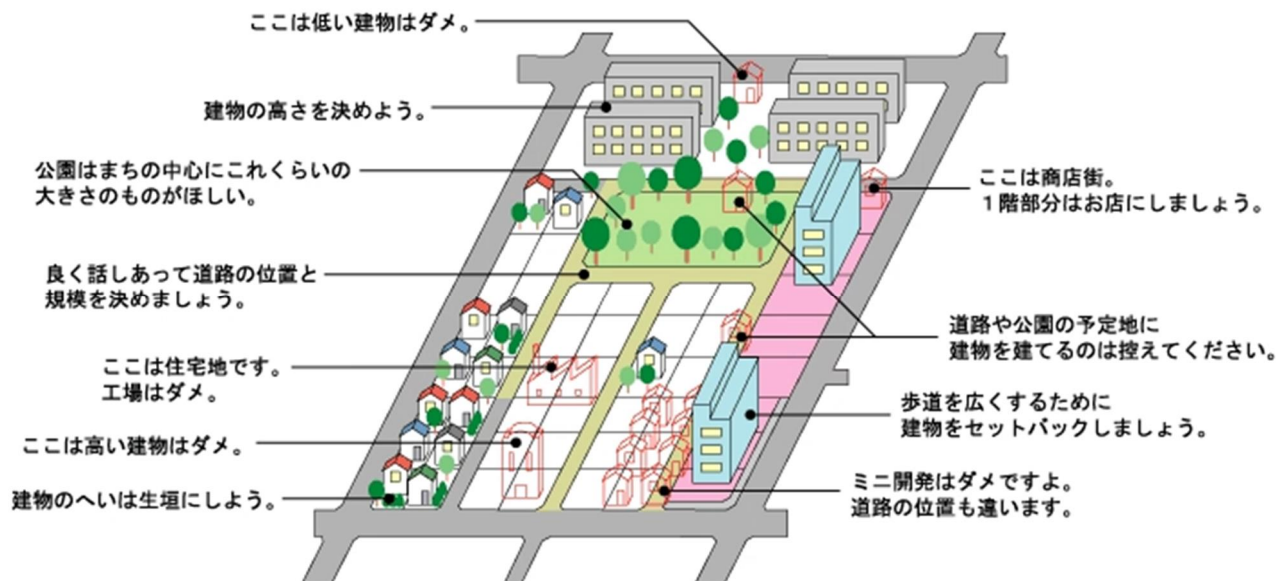 ここは低い建物はダメ。
建物の高さを決めよう。
公園はまちの中心にこれくらいの
大きさのものがほしい。
良く話しあって道路の位置と
規模を決めましょう。
ここは住宅地です。
工場はダメ。
ここは高い建物はダメ。
建物のへいは生垣にしよう。
ここは商店街。
１階部分はお店にしましょう。
道路や公園の予定地に
建物を建てるのは控えてください。
歩道を広くするために
建物をセットバックしましょう。
ミニ開発はダメですよ。
道路の位置も違います。